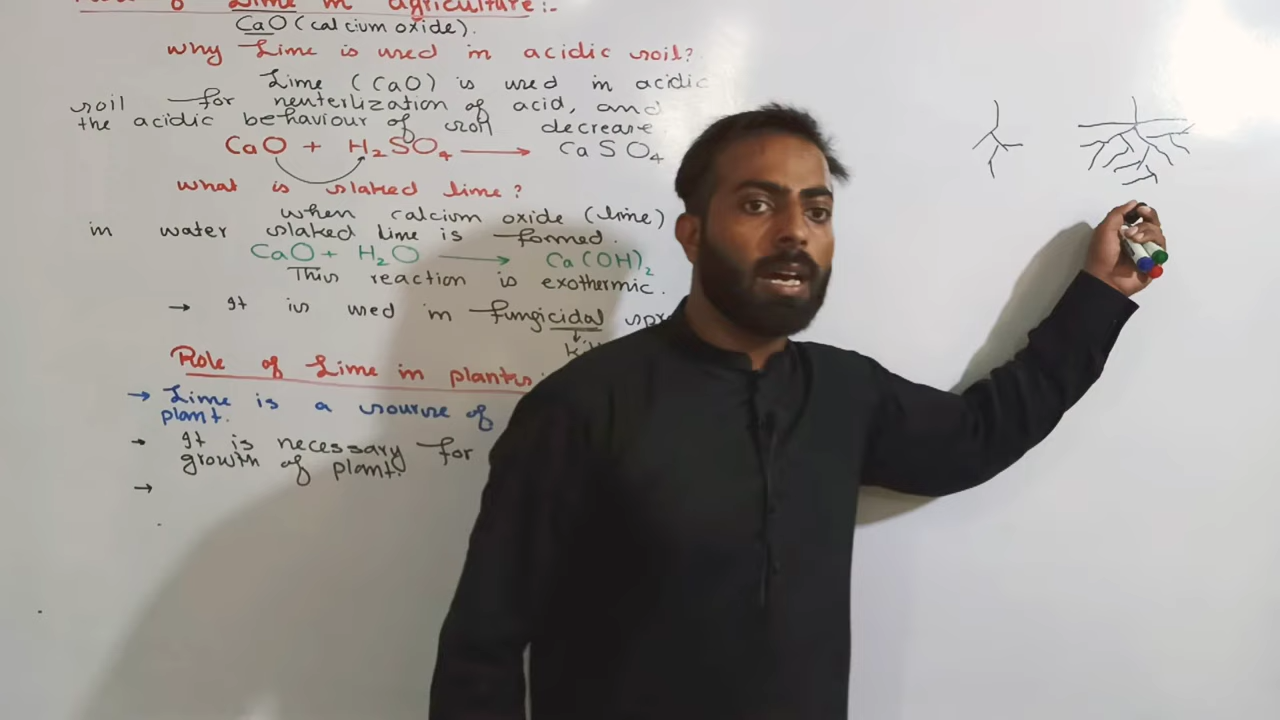 Role of Lime in agriculture:-
CaO (calcium oxide).
why Lime is used in acidic soil?
Lime (CaO) is used in acidic
soil for neuterlization of acid, and
the acidic behaviour of soil decrease
CaO + H₂SO₄ → CaSO₄
what is slaked lime?
when calcium oxide (lime)
in water slaked lime is formed.
CaO + H₂O → Ca(OH)₂
This reaction is exothermic.
→ It is used in fungicidal
Role of Lime in plants:
→ Lime is a source of
plant.
→ It is necessary for
growth of plant.
→